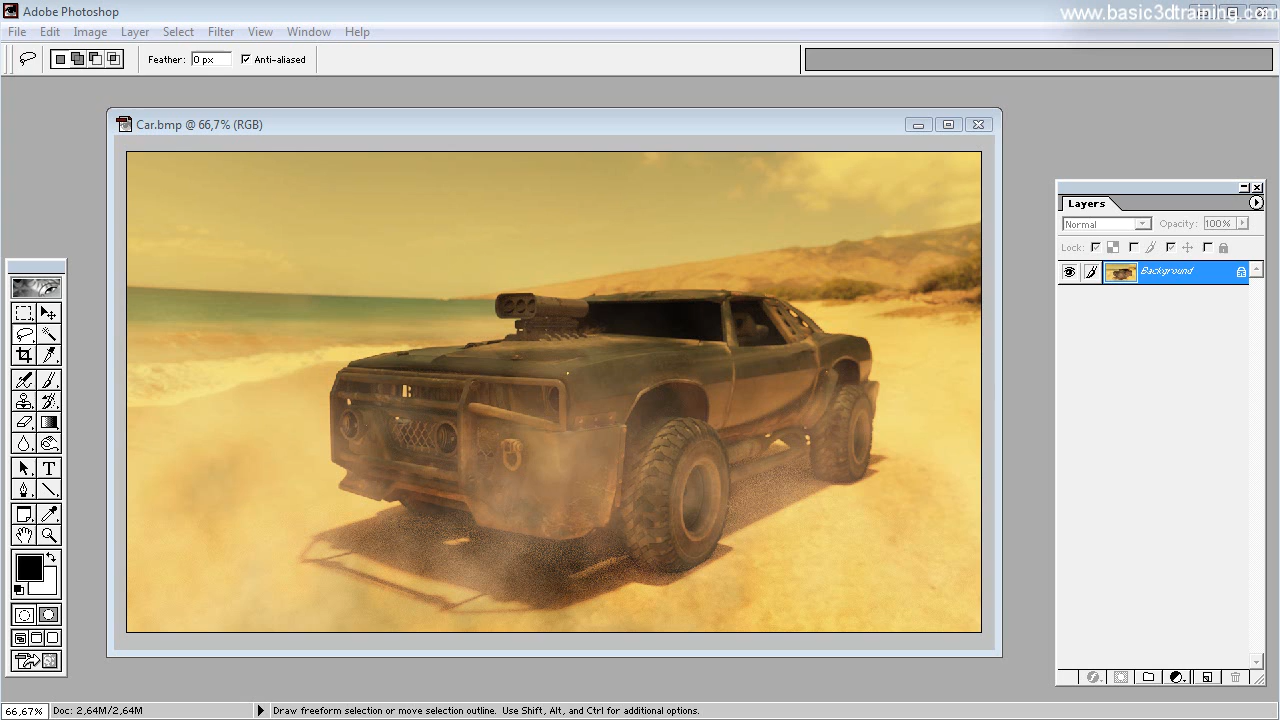 Adobe Photoshop
www.basic3dtraining.com
File Edit Image Layer Select Filter View Window Help
Feather: 0 px Anti-aliased
Car.bmp @ 66,7% (RGB)
Layers
Normal Opacity: 100%
Lock:
Background
T
66,67% Doc: 2,64M/2,64M Draw freeform selection or move selection outline. Use Shift, Alt, and Ctrl for additional options.